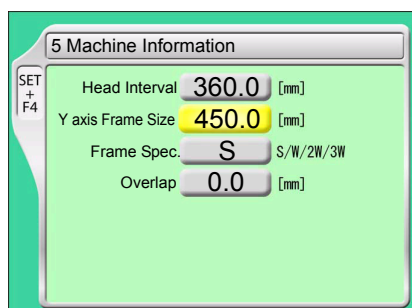 5 Machine Information
SET
+
F4
Head Interval 360.0 [mm]
Y axis Frame Size 450.0 [mm]
Frame Spec. S S/W/2W/3W
Overlap 0.0 [mm]